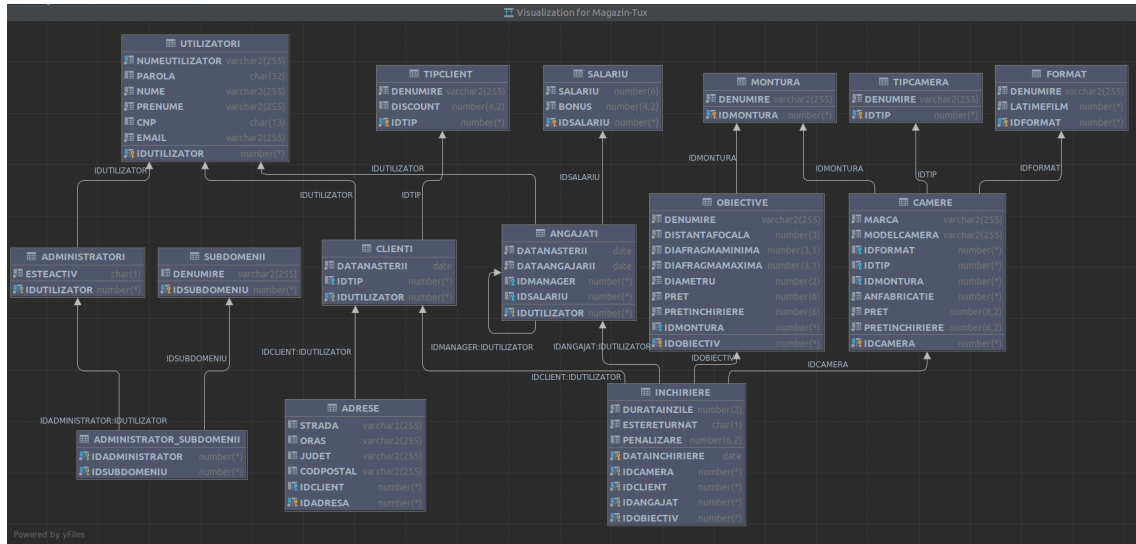 Visualization for Magazin-Tux
UTILIZATORI
NUMEUTILIZATOR varchar2(255)
PAROLA char(32)
NUME varchar2(255)
PRENUME varchar2(255)
CNP char(13)
EMAIL varchar2(255)
IDUTILIZATOR number(*)
TIPCLIENT
DENUMIRE varchar2(255)
DISCOUNT number(4,2)
IDTIP number(*)
SALARIU
SALARIU number(6)
BONUS number(4,2)
IDSALARIU number(*)
MONTURA
DENUMIRE varchar2(255)
IDMONTURA number(*)
TIPCAMERA
DENUMIRE varchar2(255)
IDTIP number(*)
FORMAT
DENUMIRE varchar2(255)
LATIMEFILM number(*)
IDFORMAT number(*)
IDUTILIZATOR
IDUTILIZATOR
IDTIP
IDUTILIZATOR
IDSALARIU
IDMONTURA
IDMONTURA
IDTIP
IDFORMAT
ADMINISTRATORI
ESTEACTIV char(1)
IDUTILIZATOR number(*)
SUBDOMENII
DENUMIRE varchar2(255)
IDSUBDOMENIU number(*)
CLIENTI
DATANASTERII date
IDTIP number(*)
IDUTILIZATOR number(*)
ANGAJATI
DATANASTERII date
DATAANGAJARII date
IDMANAGER number(*)
IDSALARIU number(*)
IDUTILIZATOR number(*)
OBIECTIVE
DENUMIRE varchar2(255)
DISTANTAFOCALA number(3)
DIAFRAGMAMINIMA number(3,1)
DIAFRAGMAMAXIMA number(3,1)
DIAMETRU number(2)
PRET number(6)
PRETINCHIRIERE number(6)
IDMONTURA number(*)
IDOBIECTIV number(*)
CAMERE
MARCA varchar2(255)
MODELCAMERA varchar2(255)
IDFORMAT number(*)
IDTIP number(*)
IDMONTURA number(*)
ANFABRICATIE number(*)
PRET number(8,2)
PRETINCHIRIERE number(6,2)
IDCAMERA number(*)
IDSUBDOMENIU
IDCLIENT:IDUTILIZATOR
IDMANAGER:IDUTILIZATOR
IDANGAJAT:IDUTILIZATOR
IDCLIENT:IDUTILIZATOR
IDOBIECTIV
IDCAMERA
IDADMINISTRATOR:IDUTILIZATOR
ADMINISTRATOR_SUBDOMENII
IDADMINISTRATOR number(*)
IDSUBDOMENIU number(*)
ADRESE
STRADA varchar2(255)
ORAS varchar2(255)
JUDET varchar2(255)
CODPOSTAL varchar2(255)
IDCLIENT number(*)
IDADRESA number(*)
INCHIRIERE
DURATAINZILE number(2)
ESTERETURNAT char(1)
PENALIZARE number(6,2)
DATAINCHIRIERE date
IDCAMERA number(*)
IDCLIENT number(*)
IDANGAJAT number(*)
IDOBIECTIV number(*)
Powered by yFiles